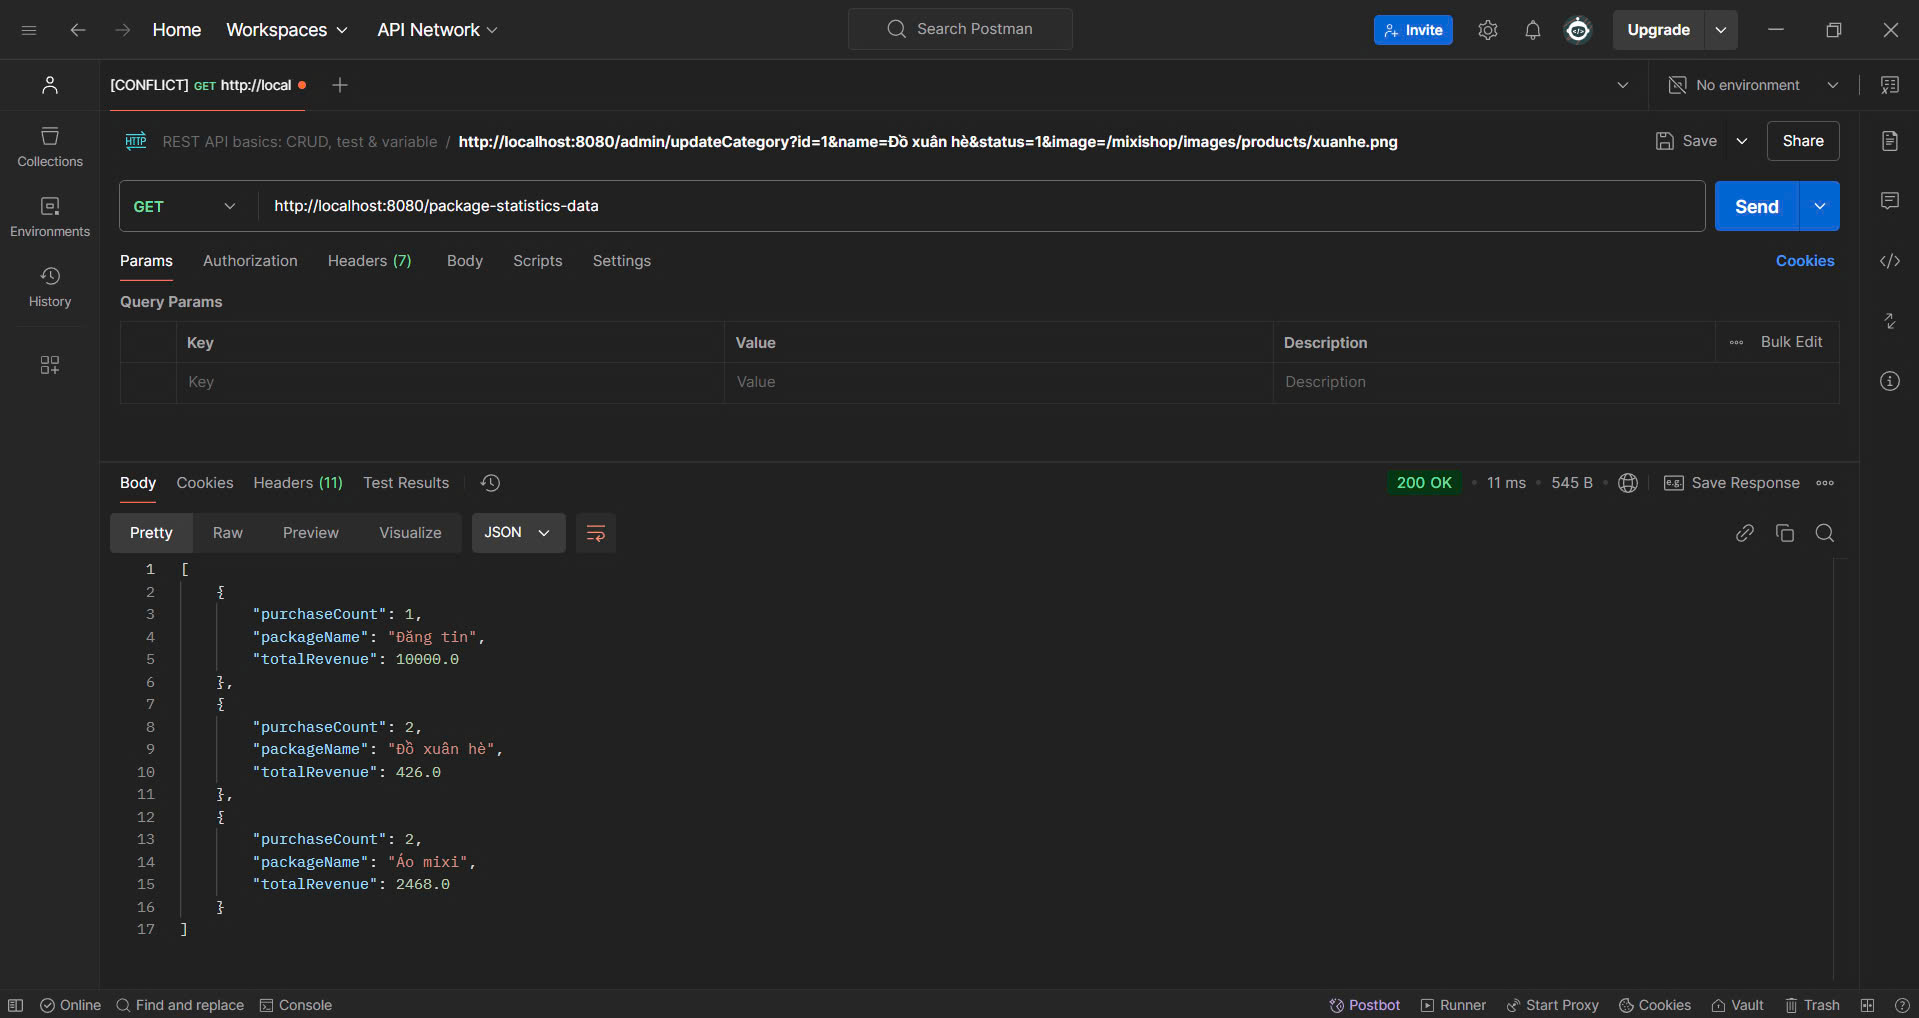 Home Workspaces API Network Search Postman Invite Upgrade
[CONFLICT] GET http://local No environment
REST API basics: CRUD, test & variable / http://localhost:8080/admin/updateCategory?id=1&name=Đồ xuân hè&status=1&image=/mixishop/images/products/xuanhe.png Save Share
Collections
GET http://localhost:8080/package-statistics-data Send
Environments
Params Authorization Headers (7) Body Scripts Settings Cookies
History
Query Params
Key Value Description Bulk Edit
Key Value Description
Body Cookies Headers (11) Test Results 200 OK • 11 ms • 545 B • e.g. Save Response
Pretty Raw Preview Visualize JSON
1 [
2 {
3 "purchaseCount": 1,
4 "packageName": "Đăng tin",
5 "totalRevenue": 10000.0
6 },
7 {
8 "purchaseCount": 2,
9 "packageName": "Đồ xuân hè",
10 "totalRevenue": 426.0
11 },
12 {
13 "purchaseCount": 2,
14 "packageName": "Áo mixi",
15 "totalRevenue": 2468.0
16 }
17 ]
Online Find and replace Console Postbot Runner Start Proxy Cookies Vault Trash